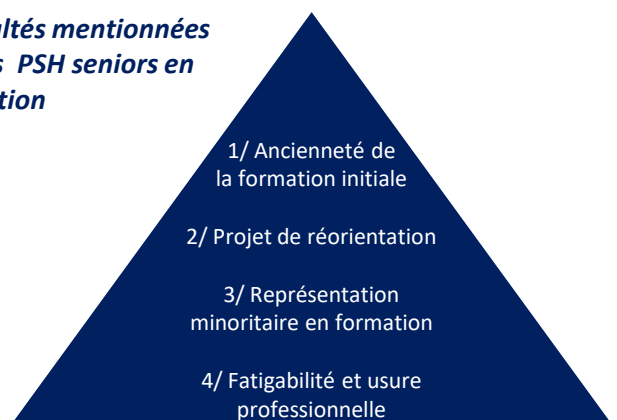 ultés mentionnées
s PSH seniors en
tion
1/ Ancienneté de
la formation initiale
2/ Projet de réorientation
3/ Représentation
minoritaire en formation
4/ Fatigabilité et usure
professionnelle